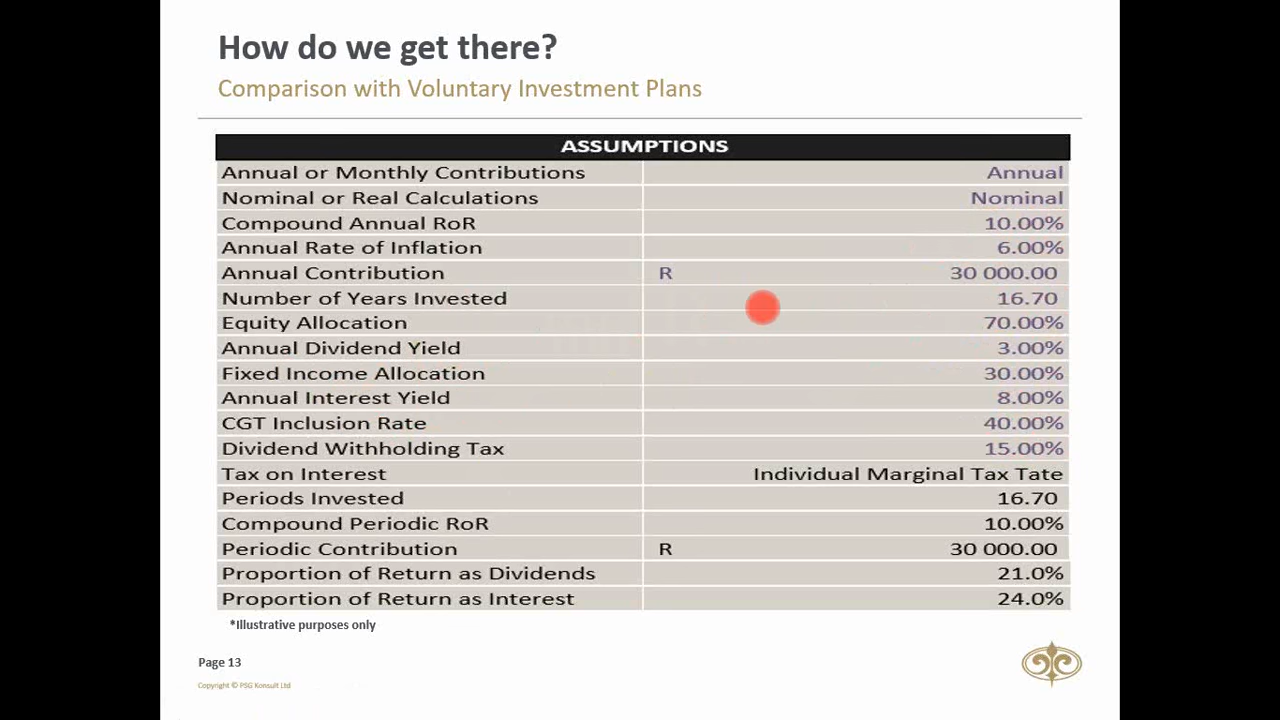 How do we get there?
Comparison with Voluntary Investment Plans
ASSUMPTIONS
Annual or Monthly Contributions Annual
Nominal or Real Calculations Nominal
Compound Annual RoR 10.00%
Annual Rate of Inflation 6.00%
Annual Contribution R 30 000.00
Number of Years Invested 16.70
Equity Allocation 70.00%
Annual Dividend Yield 3.00%
Fixed Income Allocation 30.00%
Annual Interest Yield 8.00%
CGT Inclusion Rate 40.00%
Dividend Withholding Tax 15.00%
Tax on Interest Individual Marginal Tax Tate
Periods Invested 16.70
Compound Periodic RoR 10.00%
Periodic Contribution R 30 000.00
Proportion of Return as Dividends 21.0%
Proportion of Return as Interest 24.0%
*Illustrative purposes only
Page 13
Copyright © PSG Konsult Ltd